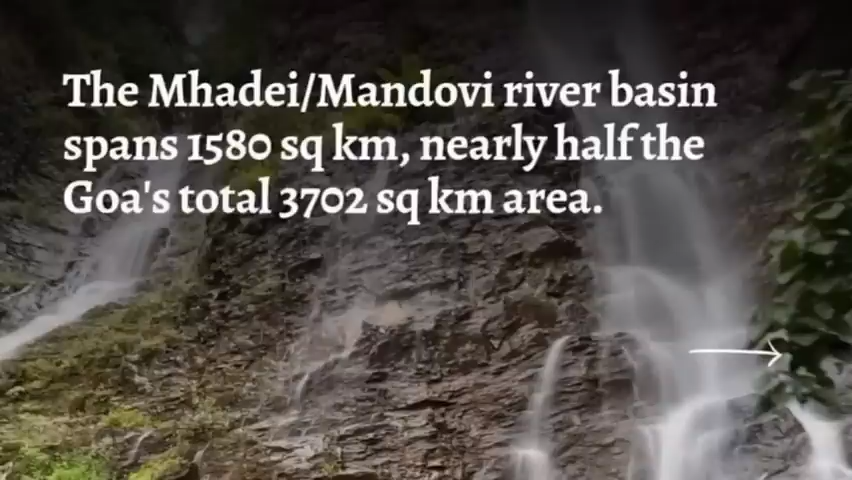 The Mhadei/Mandovi river basin
spans 1580 sq km, nearly half the
Goa's total 3702 sq km area.